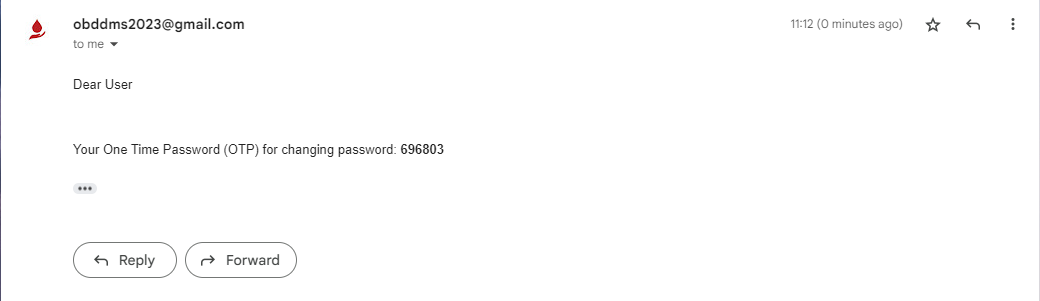 obddms2023@gmail.com
11:12 (0 minutes ago)
to me
Dear User
Your One Time Password (OTP) for changing password: 696803
Reply
Forward